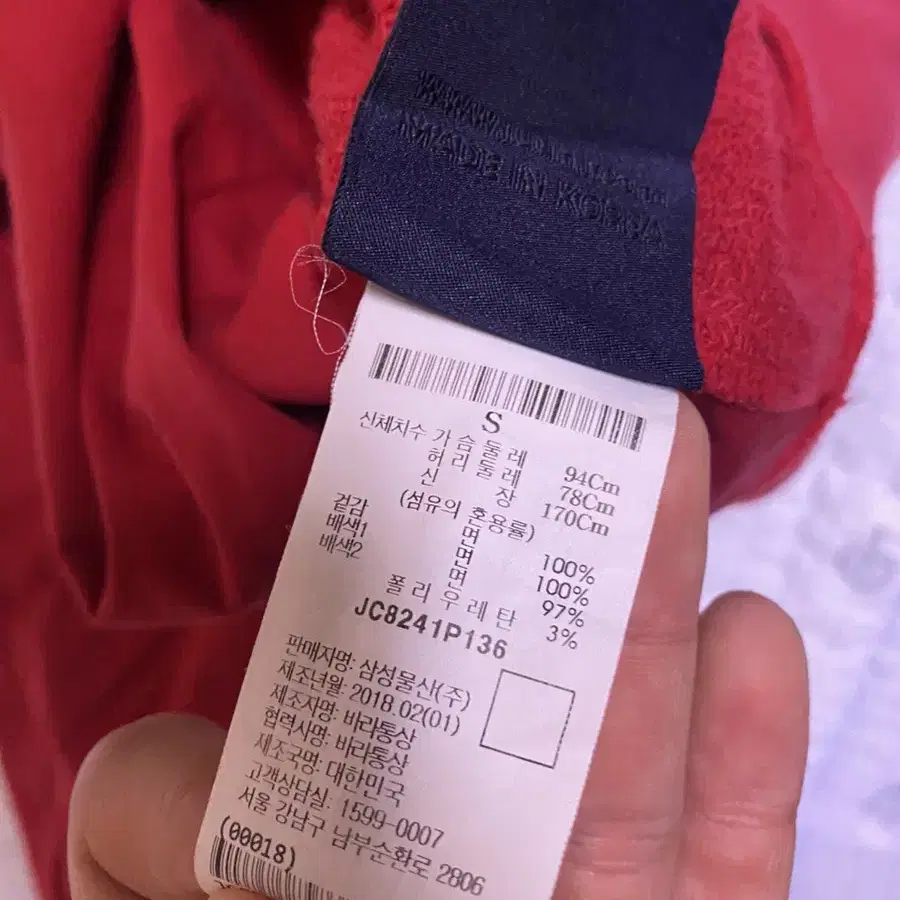 MADE IN KOREA
S
신체치수 가슴둘레 94Cm
허리둘레 78Cm
신장 170Cm
(섬유의 혼용률)
겉감 면 100%
배색1 면 100%
배색2 면 97%
폴리우레탄 3%
JC8241P136
판매자명: 삼성물산(주)
제조년월: 2018.02(01)
제조자명: 바라통상
협력사명: 바라통상
제조국명: 대한민국
고객상담실: 1599-0007
서울 강남구 남부순환로 2806
(00018)